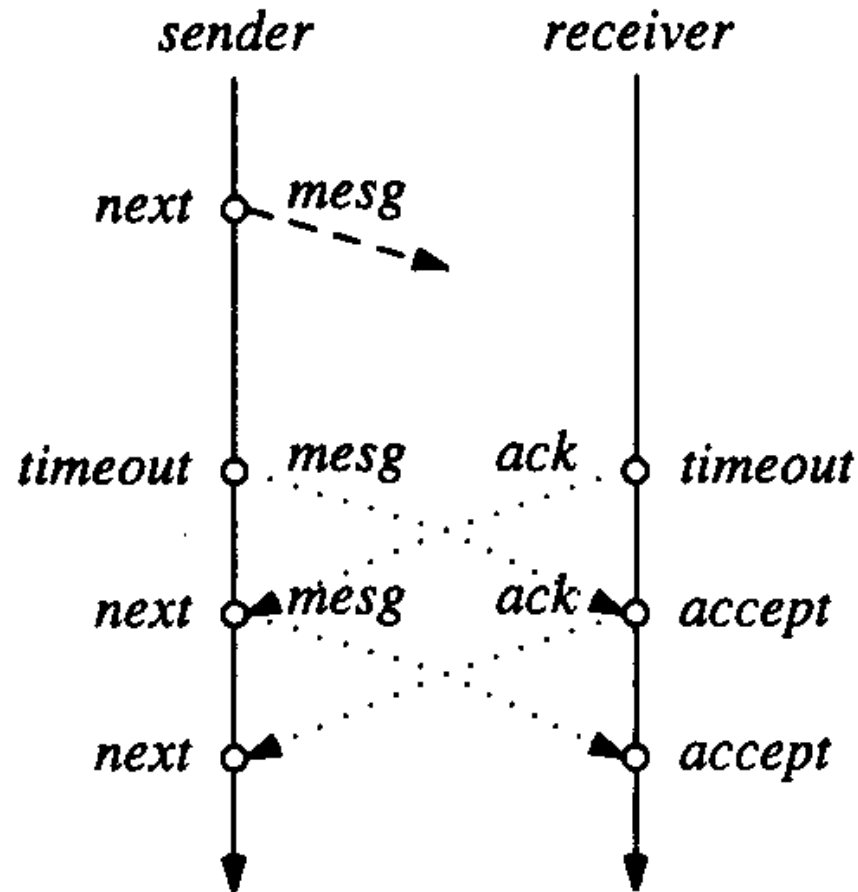 sender receiver
next mesg
timeout mesg ack timeout
next mesg ack accept
next accept